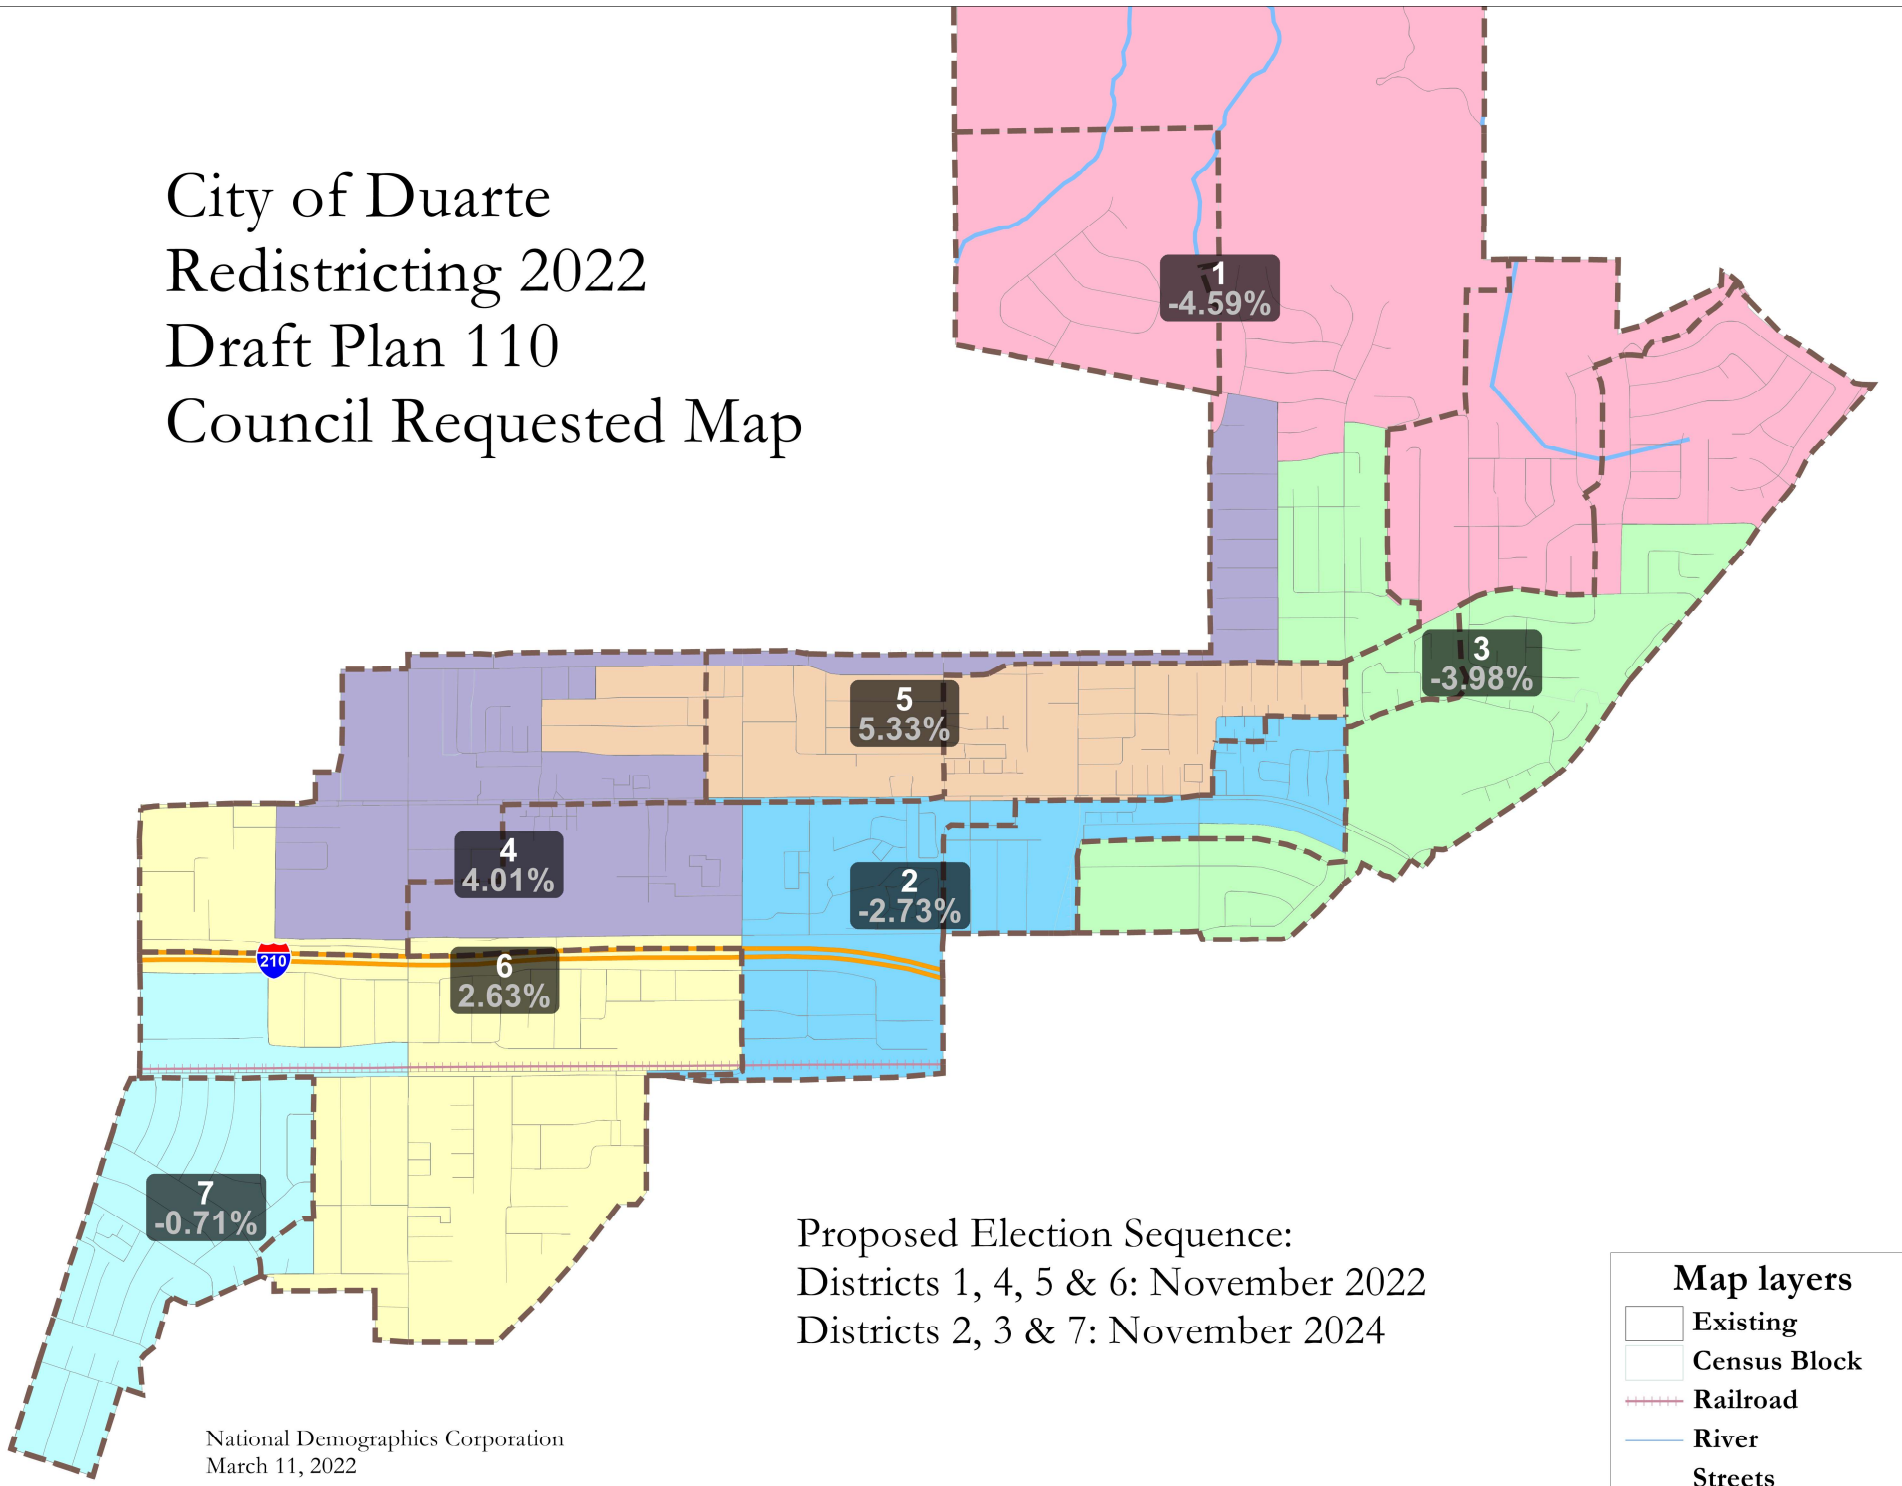 City of Duarte
Redistricting 2022
Draft Plan 110
Council Requested Map
1
-4.59%
3
-3.98%
5
5.33%
4
4.01%
2
-2.73%
210
6
2.63%
7
-0.71%
Proposed Election Sequence:
Districts 1, 4, 5 & 6: November 2022
Districts 2, 3 & 7: November 2024
Map layers
Existing
Census Block
Railroad
River
Streets
National Demographics Corporation
March 11, 2022